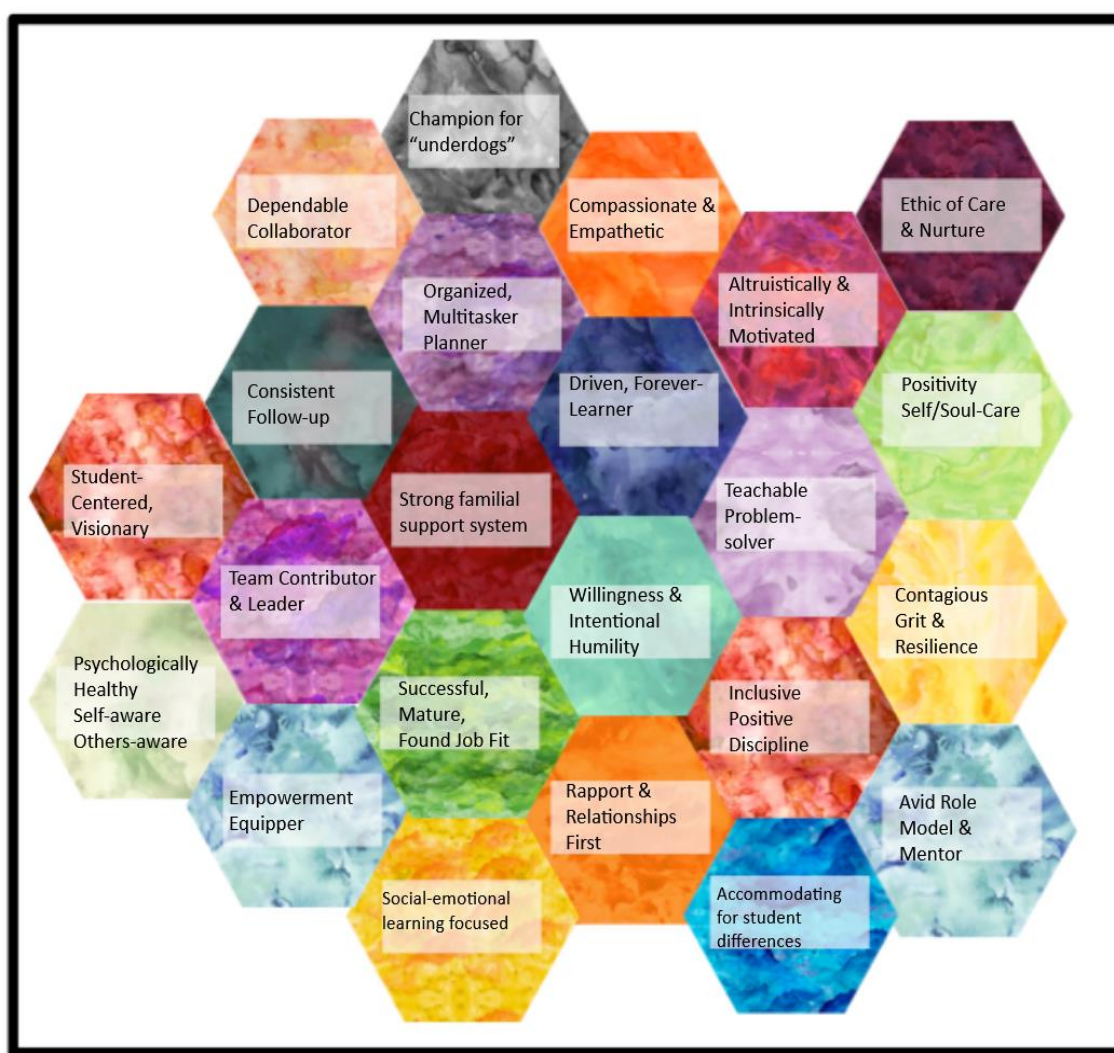 Champion for
“underdogs”
Dependable
Collaborator
Compassionate &
Empathetic
Ethic of Care
& Nurture
Organized,
Multitasker
Planner
Altruistically &
Intrinsically
Motivated
Consistent
Follow-up
Driven, Forever-
Learner
Positivity
Self/Soul-Care
Student-
Centered,
Visionary
Strong familial
support system
Teachable
Problem-
solver
Team Contributor
& Leader
Willingness &
Intentional
Humility
Contagious
Grit &
Resilience
Psychologically
Healthy
Self-aware
Others-aware
Successful,
Mature,
Found Job Fit
Inclusive
Positive
Discipline
Empowerment
Equipper
Rapport &
Relationships
First
Avid Role
Model &
Mentor
Social-emotional
learning focused
Accommodating
for student
differences